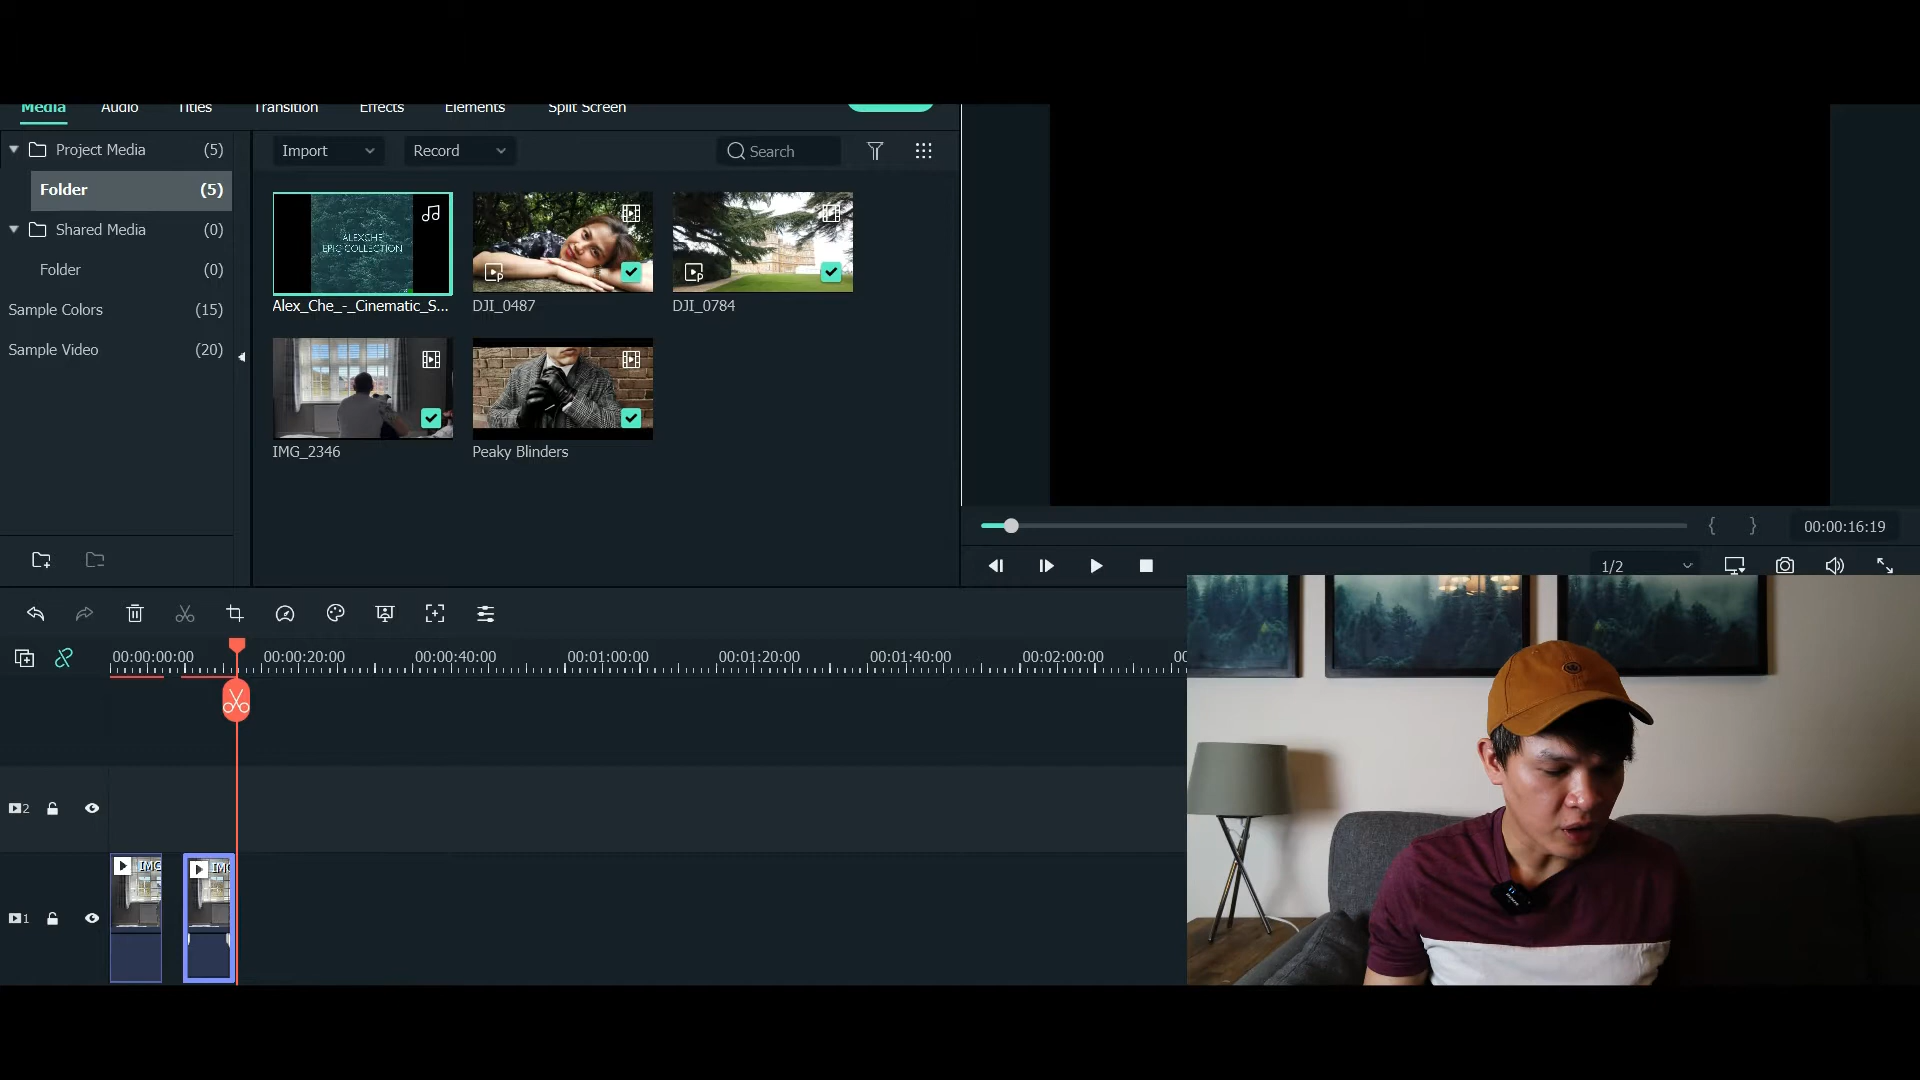 Media Audio Titles Transition Effects Elements Split Screen
Project Media (5)
Folder (5)
Shared Media (0)
Folder (0)
Sample Colors (15)
Sample Video (20)
Import Record Search
ALEXCHE
EPIC COLLECTION
Alex_Che_-_Cinematic_S... DJI_0487 DJI_0784
IMG_2346 Peaky Blinders
{ } 00:00:16:19
1/2
00:00:00:00 00:00:20:00 00:00:40:00 00:01:00:00 00:01:20:00 00:01:40:00 00:02:00:00 00
2
IMG IMG
1